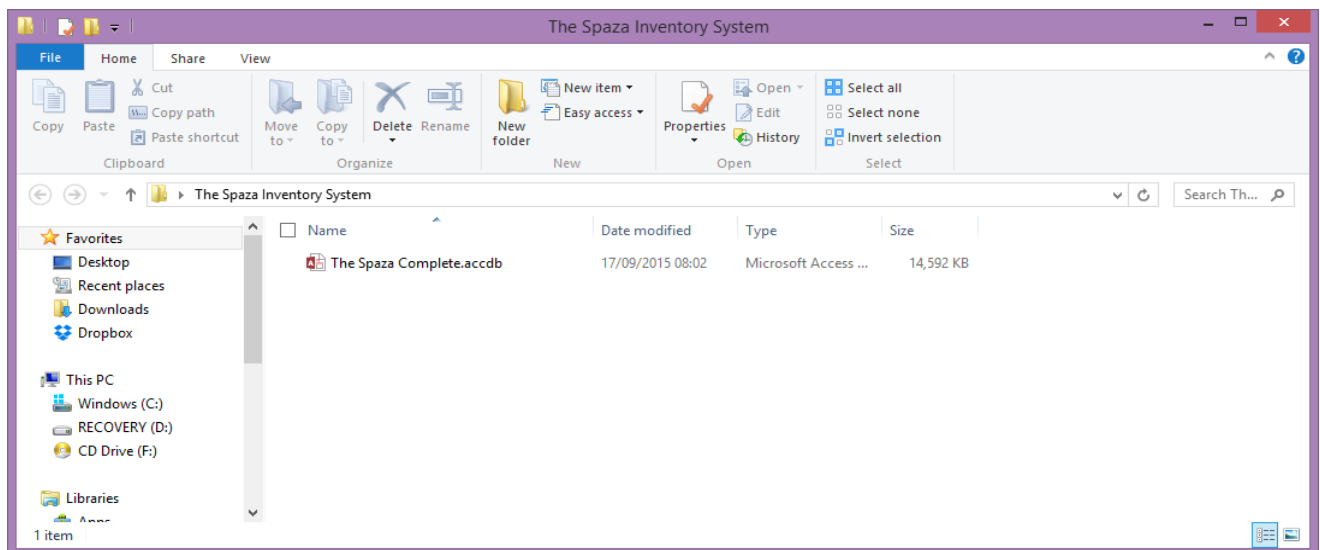 The Spaza Inventory System
File Home Share View
Copy
Paste
Cut
Copy path
Paste shortcut
Clipboard
Move to
Copy to
Delete
Rename
Organize
New folder
New item
Easy access
New
Properties
Open
Edit
History
Open
Select all
Select none
Invert selection
Select
The Spaza Inventory System
Search Th...
Favorites
Desktop
Recent places
Downloads
Dropbox
This PC
Windows (C:)
RECOVERY (D:)
CD Drive (F:)
Libraries
Name Date modified Type Size
The Spaza Complete.accdb 17/09/2015 08:02 Microsoft Access ... 14,592 KB
1 item